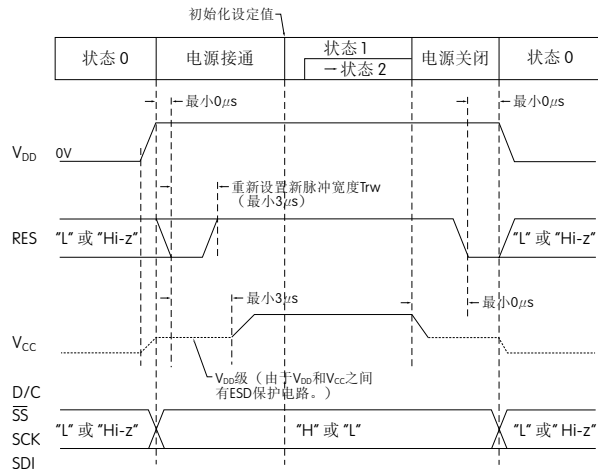 初始化设定值
状态 0
电源接通
状态 1
→状态 2
电源关闭
状态 0
最小0μs
最小0μs
VDD
0V
重新设置新脉冲宽度Trw
（最小3μs）
RES
"L" 或 "Hi-z"
"L" 或 "Hi-z"
最小3μs
最小0μs
VCC
VDD级（由于VDD和VCC之间
有ESD保护电路。）
D/C
SS
SCK
SDI
"L" 或 "Hi-z"
"H" 或 "L"
"L" 或" Hi-z"